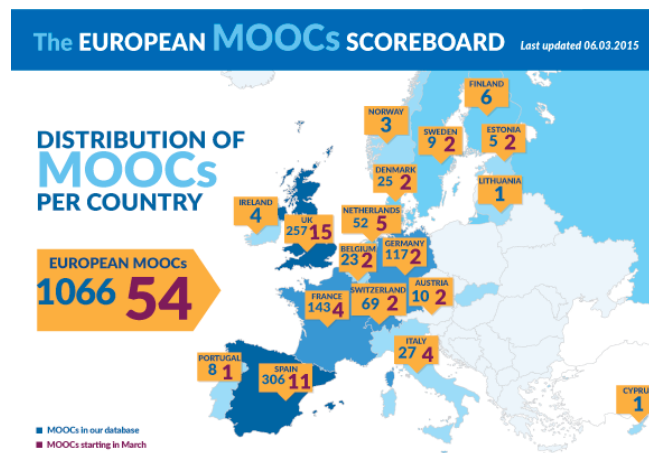 The EUROPEAN MOOCs SCOREBOARD Last updated 06.03.2015
DISTRIBUTION OF
MOOCs
PER COUNTRY
EUROPEAN MOOCs
1066 54
FINLAND
6
NORWAY
3
SWEDEN
9 2
ESTONIA
5 2
DENMARK
25 2
LITHUANIA
1
IRELAND
4
UK
257 15
NETHERLANDS
52 5
BELGIUM
23 2
GERMANY
117 2
FRANCE
143 4
SWITZERLAND
69 2
AUSTRIA
10 2
ITALY
27 4
PORTUGAL
8 1
SPAIN
306 11
CYPRU
1
MOOCs in our database
MOOCs starting in March